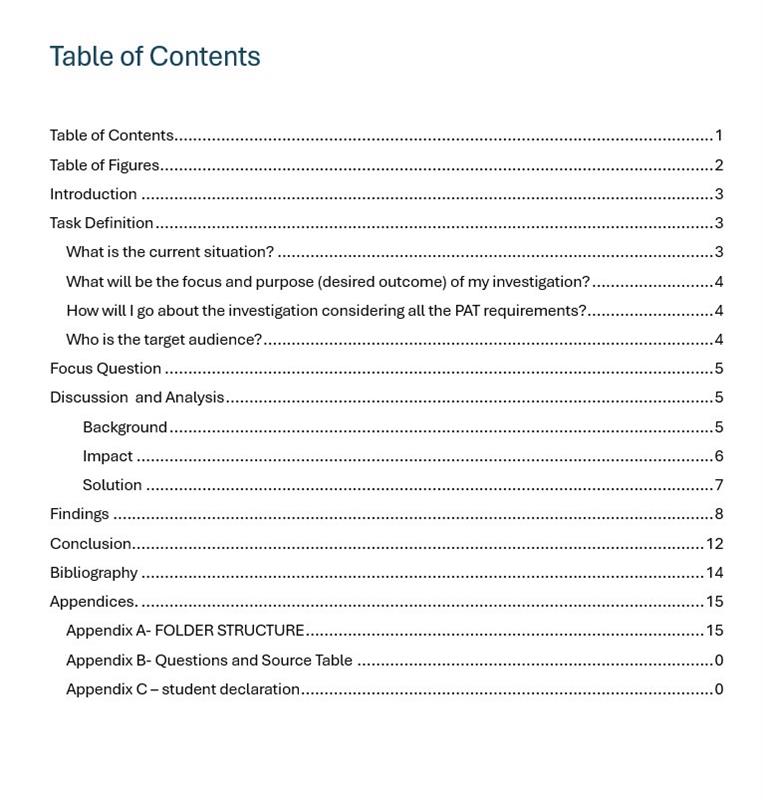 Table of Contents
Table of Contents....................................................................................................1
Table of Figures....................................................................................................2
Introduction ....................................................................................................3
Task Definition....................................................................................................3
What is the current situation? ....................................................................................................3
What will be the focus and purpose (desired outcome) of my investigation?..............................4
How will I go about the investigation considering all the PAT requirements?..............................4
Who is the target audience?....................................................................................................4
Focus Question ....................................................................................................5
Discussion  and Analysis....................................................................................................5
Background....................................................................................................5
Impact ....................................................................................................6
Solution ....................................................................................................7
Findings ....................................................................................................8
Conclusion....................................................................................................12
Bibliography ....................................................................................................14
Appendices. ....................................................................................................15
Appendix A- FOLDER STRUCTURE....................................................................................................15
Appendix B- Questions and Source Table ....................................................................................................0
Appendix C – student declaration....................................................................................................0